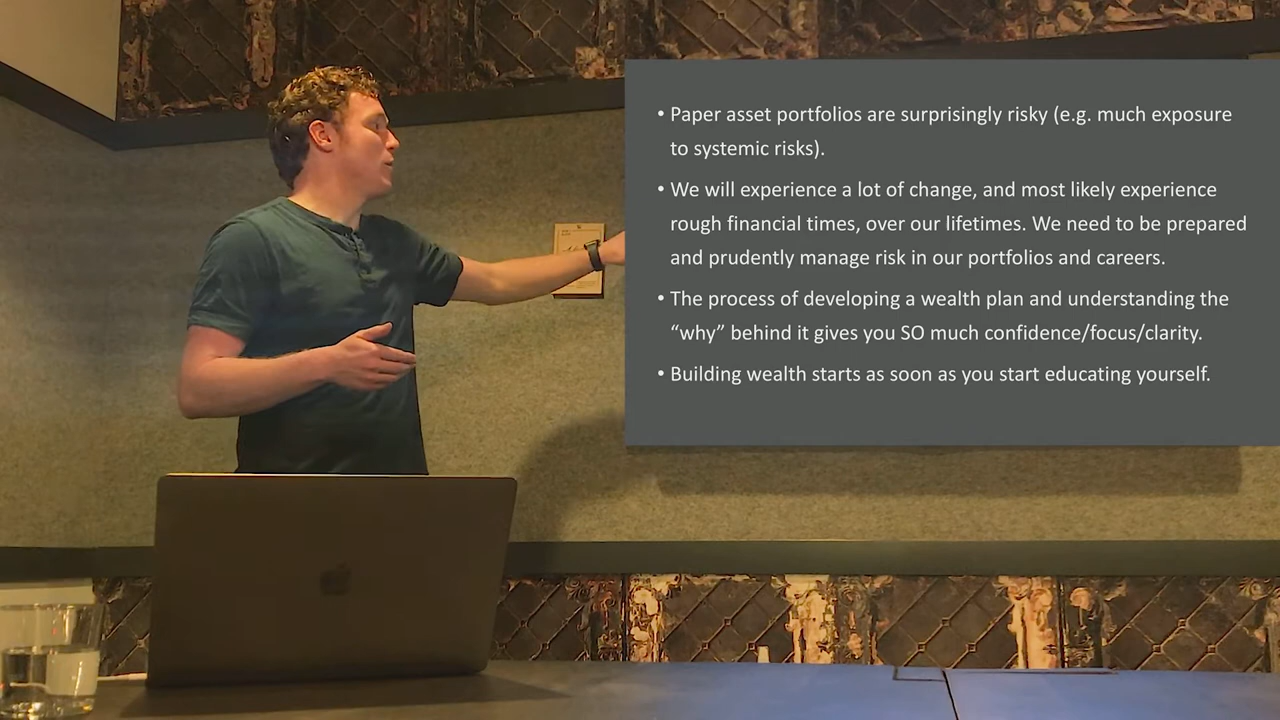 • Paper asset portfolios are surprisingly risky (e.g. much exposure
to systemic risks).
• We will experience a lot of change, and most likely experience
rough financial times, over our lifetimes. We need to be prepared
and prudently manage risk in our portfolios and careers.
• The process of developing a wealth plan and understanding the
“why” behind it gives you SO much confidence/focus/clarity.
• Building wealth starts as soon as you start educating yourself.